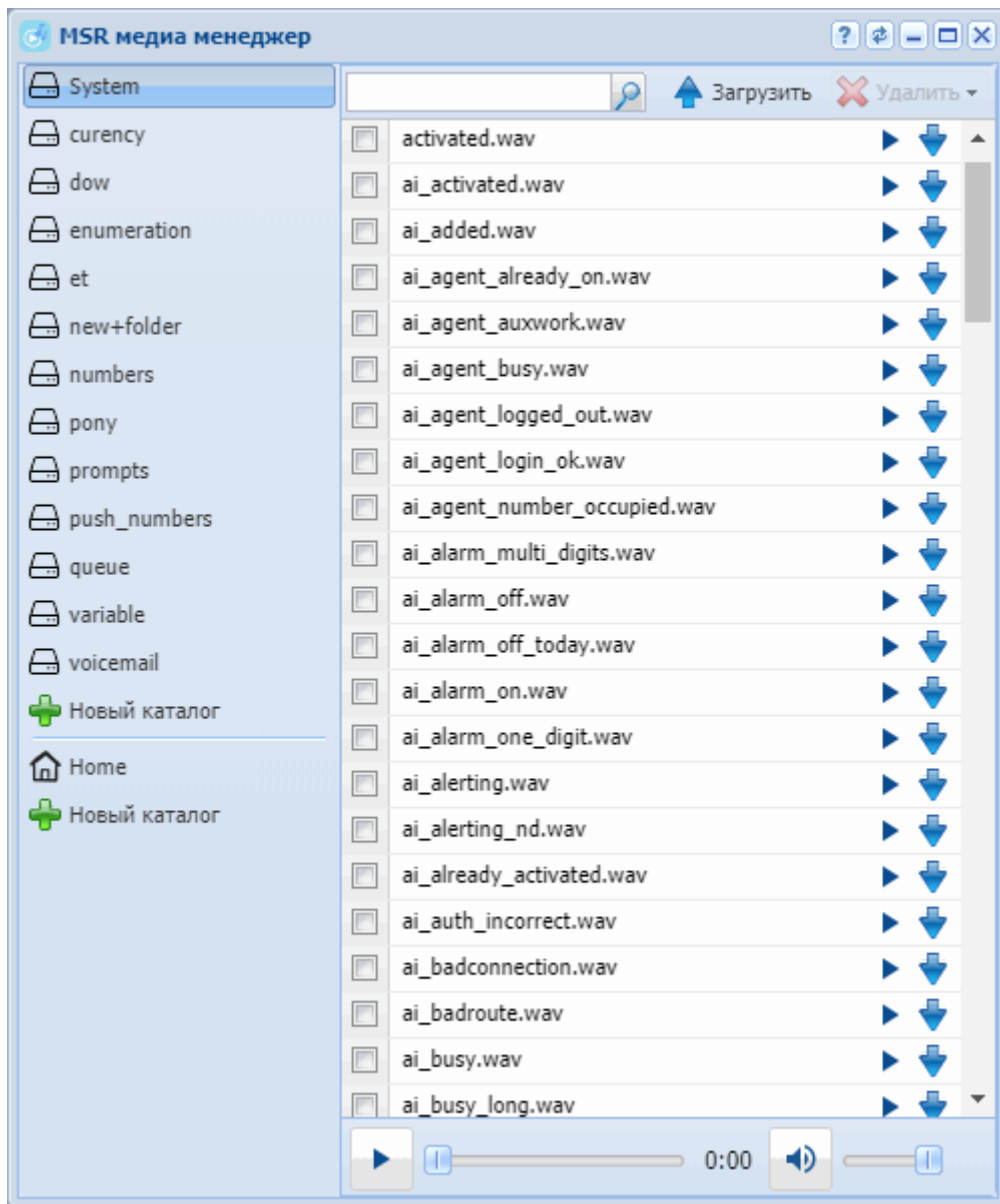 MSR медиа менеджер
System
curency
dow
enumeration
et
new+folder
numbers
pony
prompts
push_numbers
queue
variable
voicemail
Новый каталог
Home
Новый каталог
Загрузить Удалить
activated.wav
ai_activated.wav
ai_added.wav
ai_agent_already_on.wav
ai_agent_auxwork.wav
ai_agent_busy.wav
ai_agent_logged_out.wav
ai_agent_login_ok.wav
ai_agent_number_occupied.wav
ai_alarm_multi_digits.wav
ai_alarm_off.wav
ai_alarm_off_today.wav
ai_alarm_on.wav
ai_alarm_one_digit.wav
ai_alerting.wav
ai_alerting_nd.wav
ai_already_activated.wav
ai_auth_incorrect.wav
ai_badconnection.wav
ai_badroute.wav
ai_busy.wav
ai_busy_long.wav
0:00